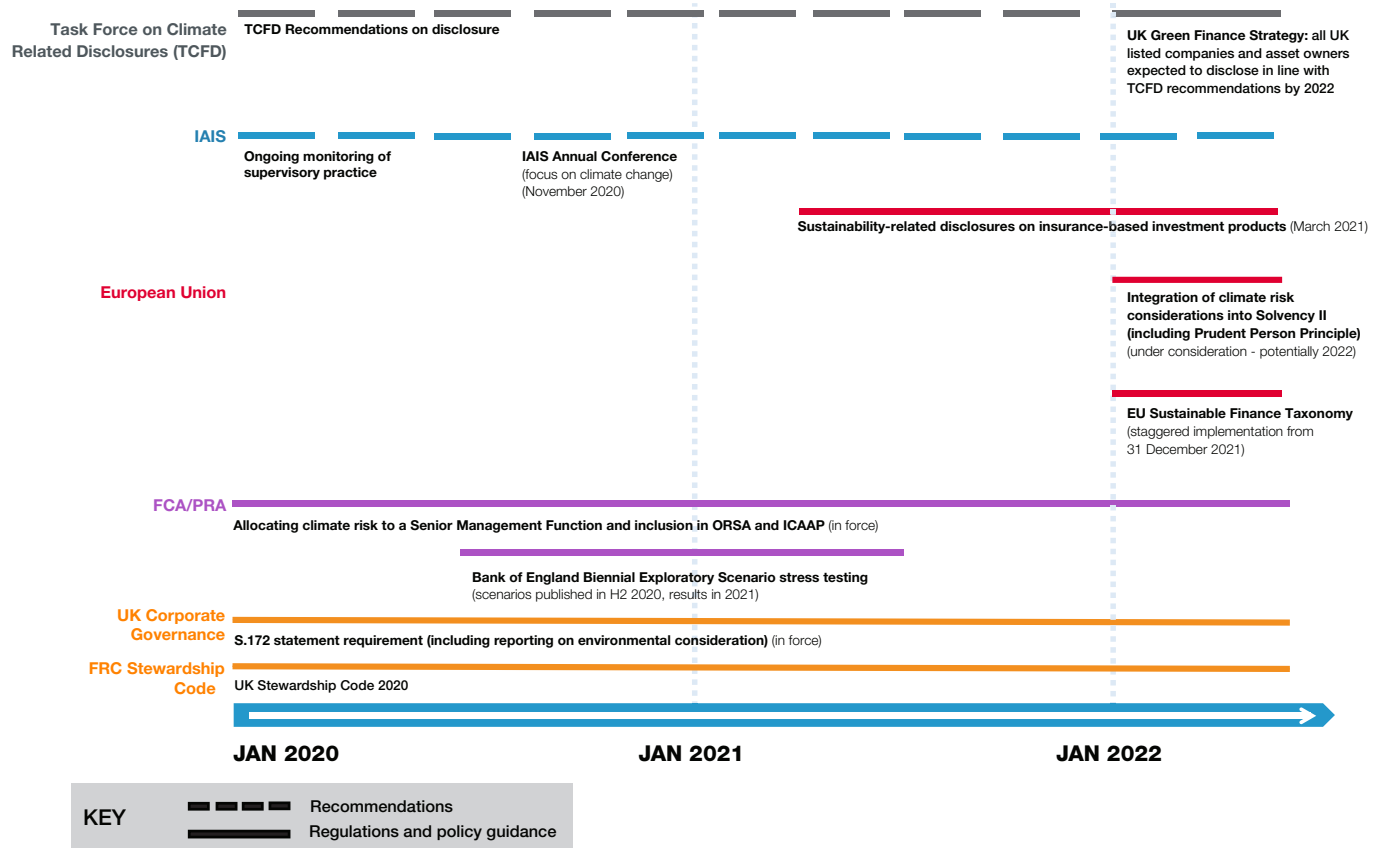 Task Force on Climate
Related Disclosures (TCFD)
TCFD Recommendations on disclosure
UK Green Finance Strategy: all UK
listed companies and asset owners
expected to disclose in line with
TCFD recommendations by 2022
IAIS
Ongoing monitoring of
supervisory practice
IAIS Annual Conference
(focus on climate change)
(November 2020)
Sustainability-related disclosures on insurance-based investment products (March 2021)
European Union
Integration of climate risk
considerations into Solvency II
(including Prudent Person Principle)
(under consideration - potentially 2022)
EU Sustainable Finance Taxonomy
(staggered implementation from
31 December 2021)
FCA/PRA
Allocating climate risk to a Senior Management Function and inclusion in ORSA and ICAAP (in force)
Bank of England Biennial Exploratory Scenario stress testing
(scenarios published in H2 2020, results in 2021)
UK Corporate
Governance
S.172 statement requirement (including reporting on environmental consideration) (in force)
FRC Stewardship
Code
UK Stewardship Code 2020
JAN 2020
JAN 2021
JAN 2022
KEY
Recommendations
Regulations and policy guidance